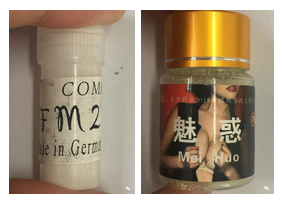 COM
FM2
de in Germ
魅惑
Mei Huo